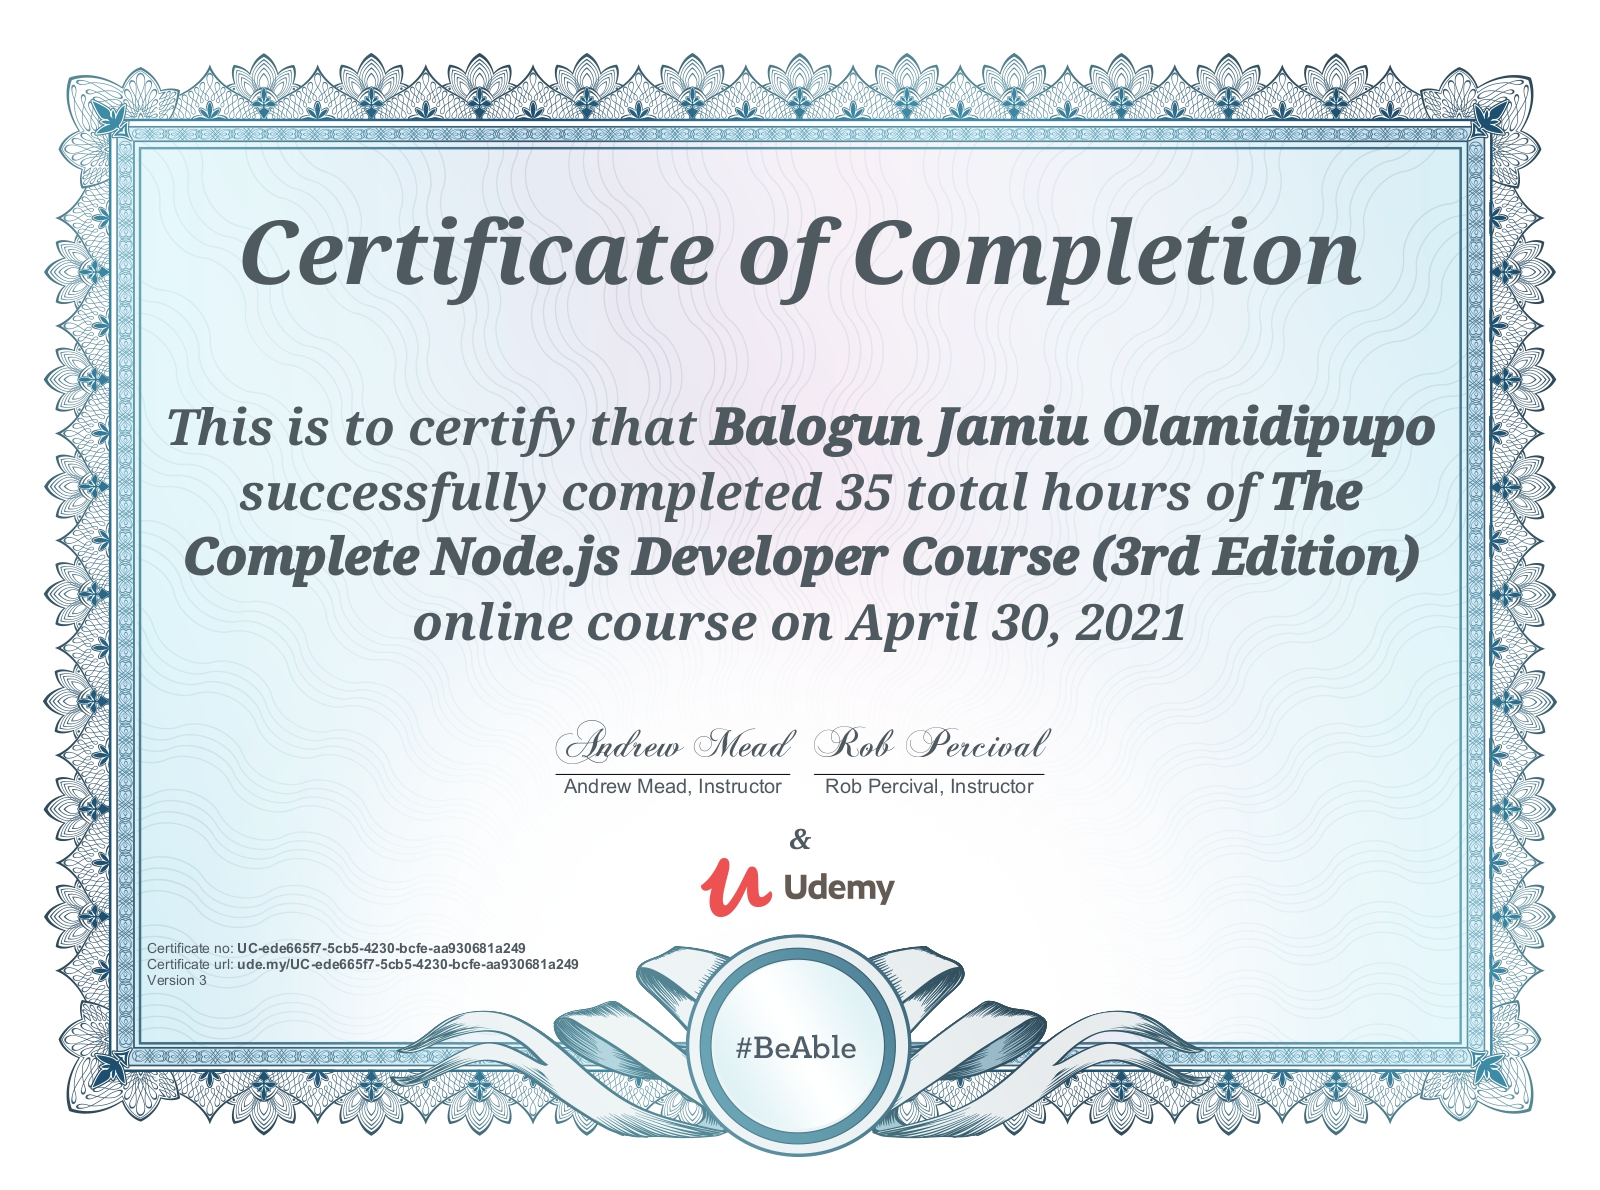 Certificate of Completion
This is to certify that Balogun Jamiu Olamidipupo
successfully completed 35 total hours of The
Complete Node.js Developer Course (3rd Edition)
online course on April 30, 2021
Andrew Mead Rob Percival
Andrew Mead, Instructor Rob Percival, Instructor
&
Udemy
Certificate no: UC-ede665f7-5cb5-4230-bcfe-aa930681a249
Certificate url: ude.my/UC-ede665f7-5cb5-4230-bcfe-aa930681a249
Version 3
#BeAble